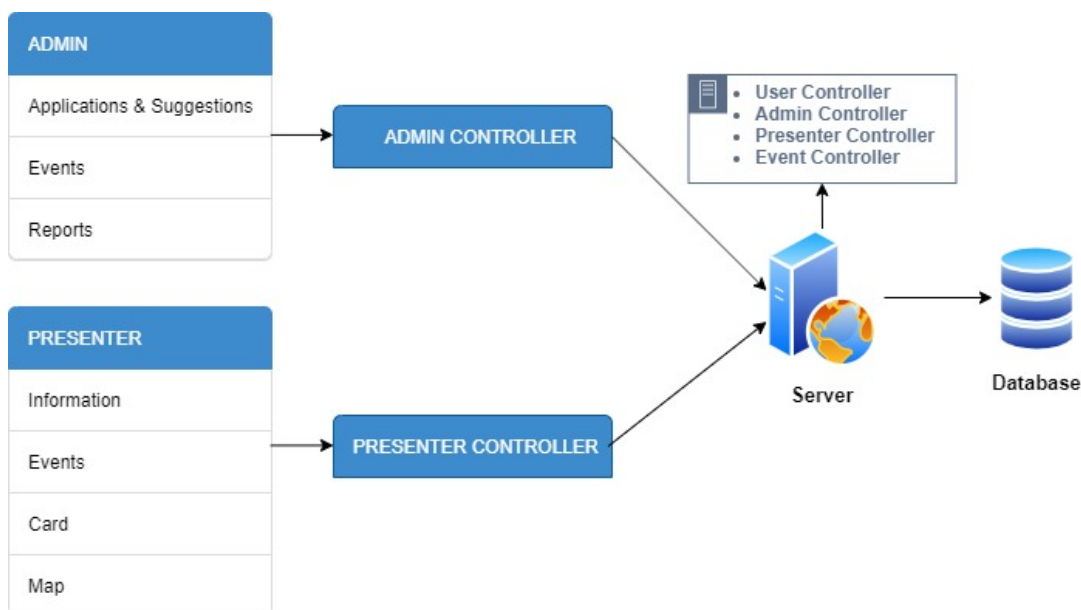 ADMIN
Applications & Suggestions
Events
Reports
ADMIN CONTROLLER
• User Controller
• Admin Controller
• Presenter Controller
• Event Controller
Server
Database
PRESENTER
Information
Events
Card
Map
PRESENTER CONTROLLER